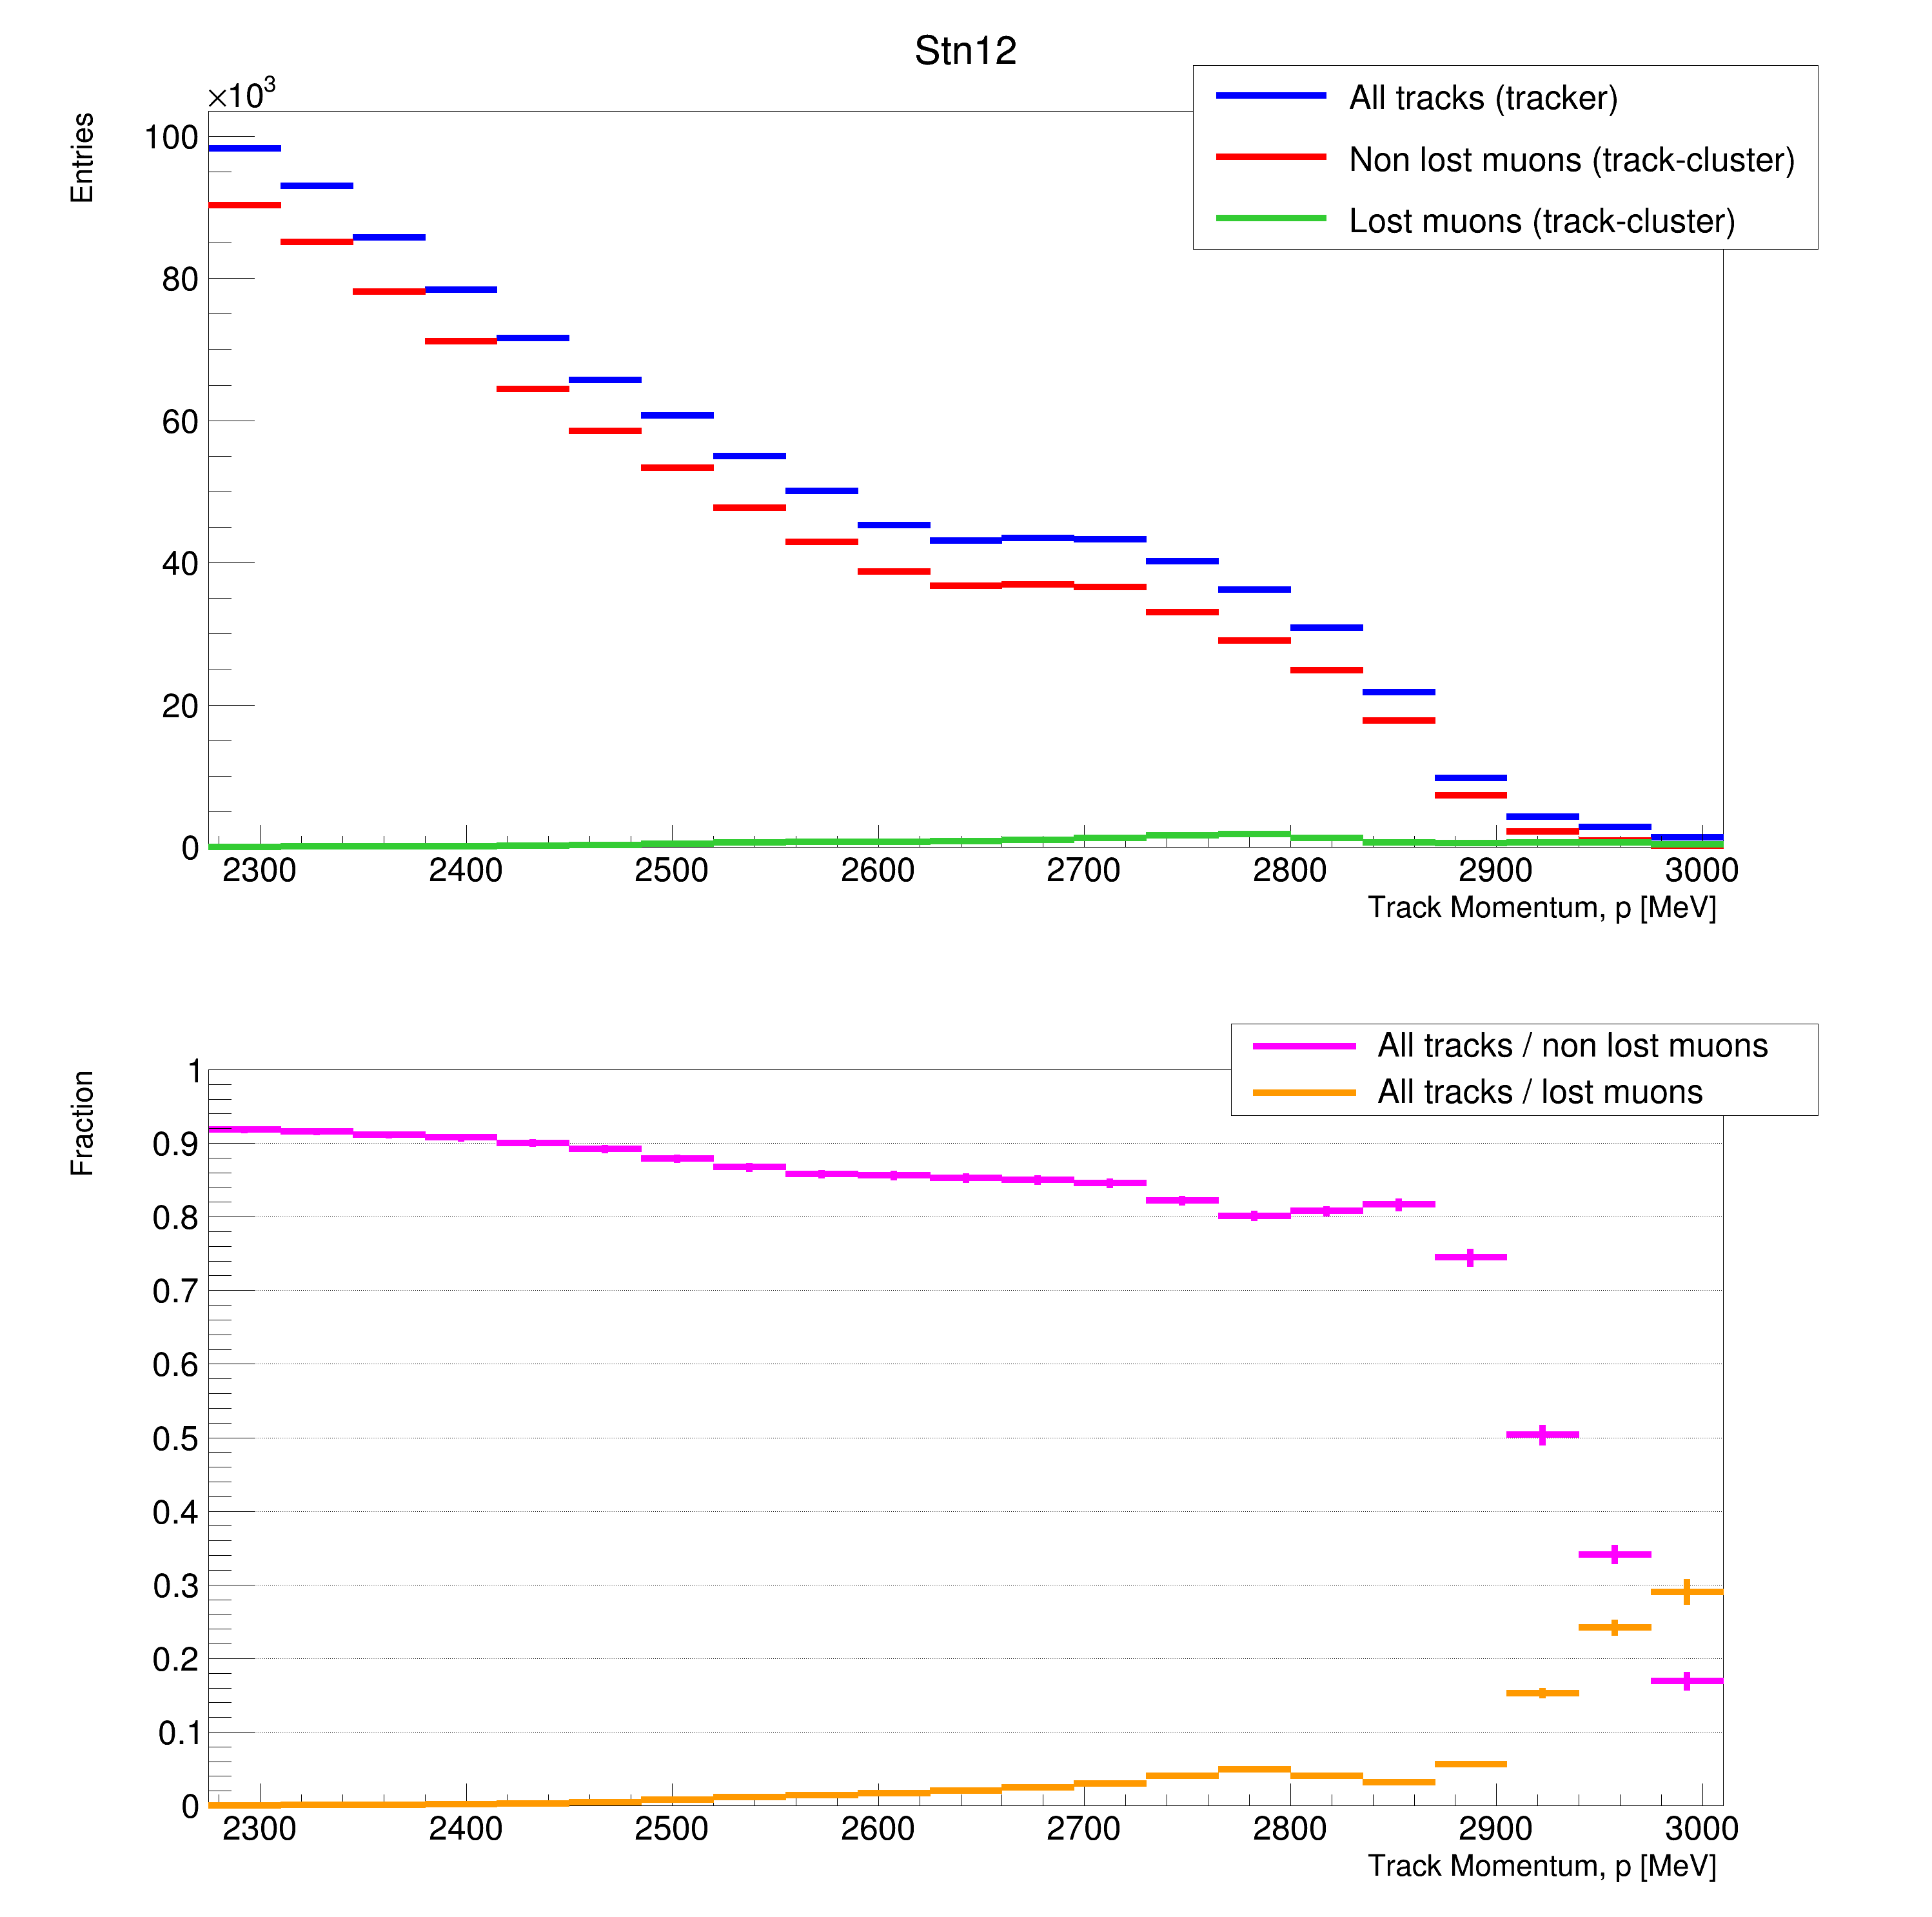 Stn12
×10³
Entries
All tracks (tracker)
Non lost muons (track-cluster)
Lost muons (track-cluster)
100
80
60
40
20
0
2300 2400 2500 2600 2700 2800 2900 3000
Track Momentum, p [MeV]
All tracks / non lost muons
All tracks / lost muons
Fraction
1
0.9
0.8
0.7
0.6
0.5
0.4
0.3
0.2
0.1
0
2300 2400 2500 2600 2700 2800 2900 3000
Track Momentum, p [MeV]